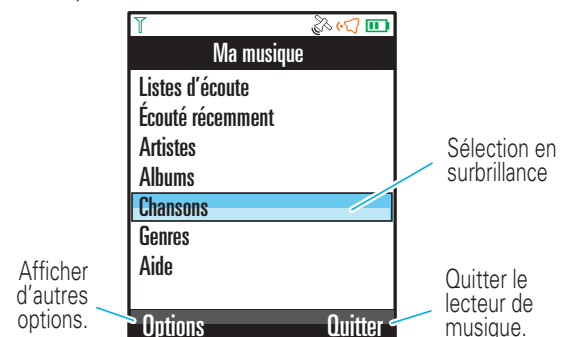 Ma musique
Listes d'écoute
Écouté récemment
Artistes
Albums
Chansons
Genres
Aide
Options
Quitter
Sélection en
surbrillance
Afficher
d'autres
options.
Quitter le
lecteur de
musique.